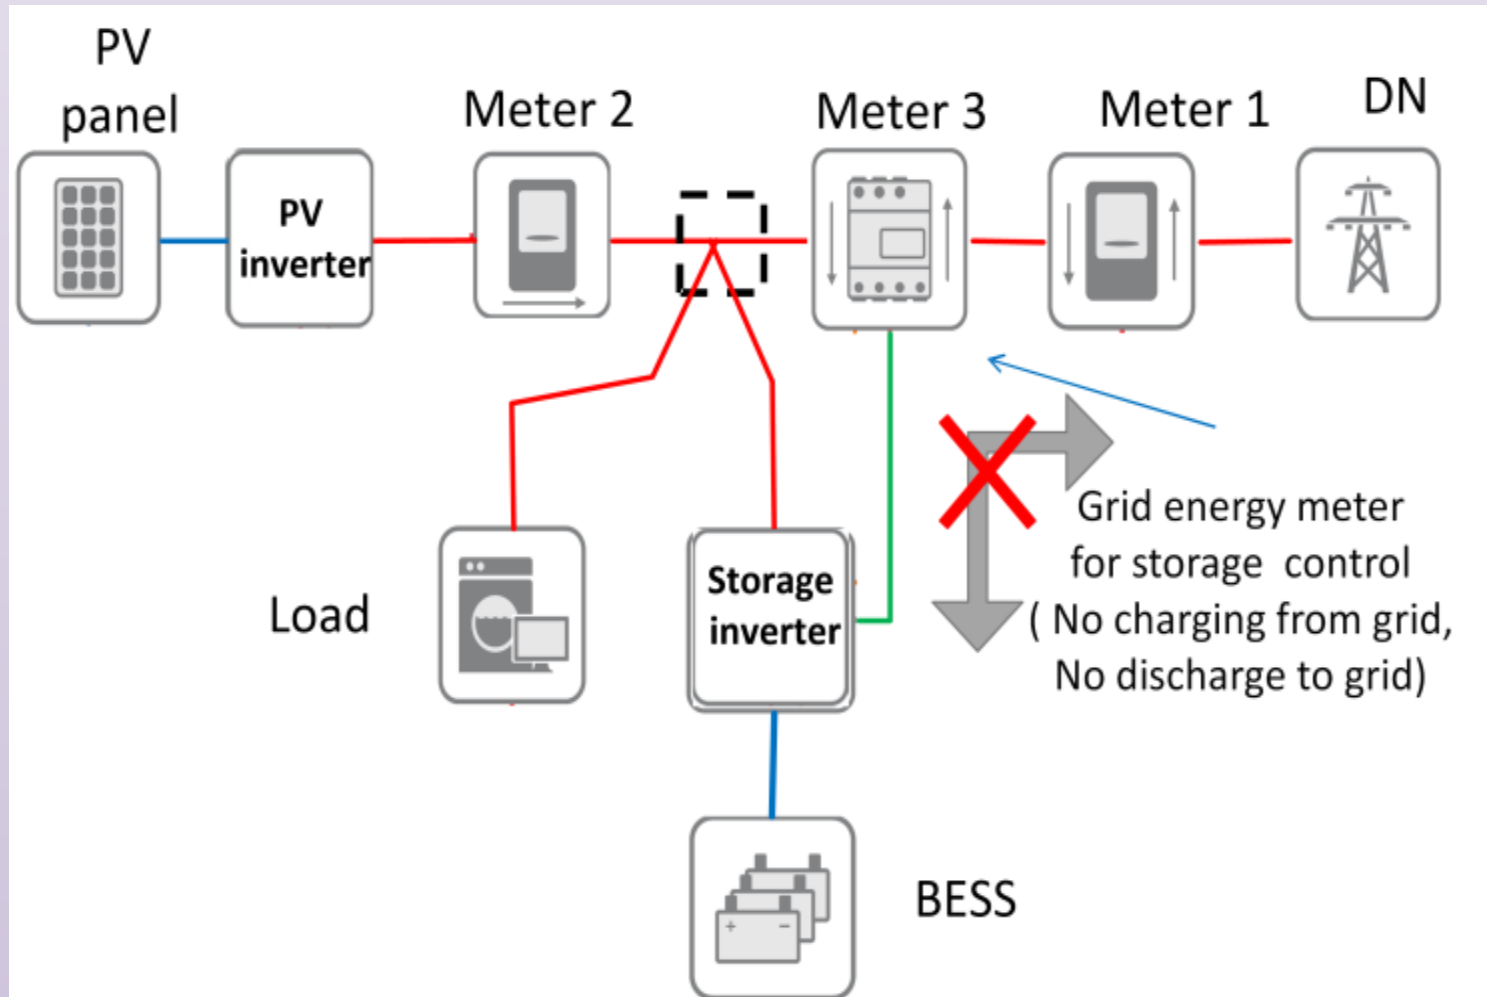 PV
panel
Meter 2
Meter 3
Meter 1
DN
PV
inverter
Load
Storage
inverter
Grid energy meter
for storage control
( No charging from grid,
No discharge to grid)
BESS
+ −